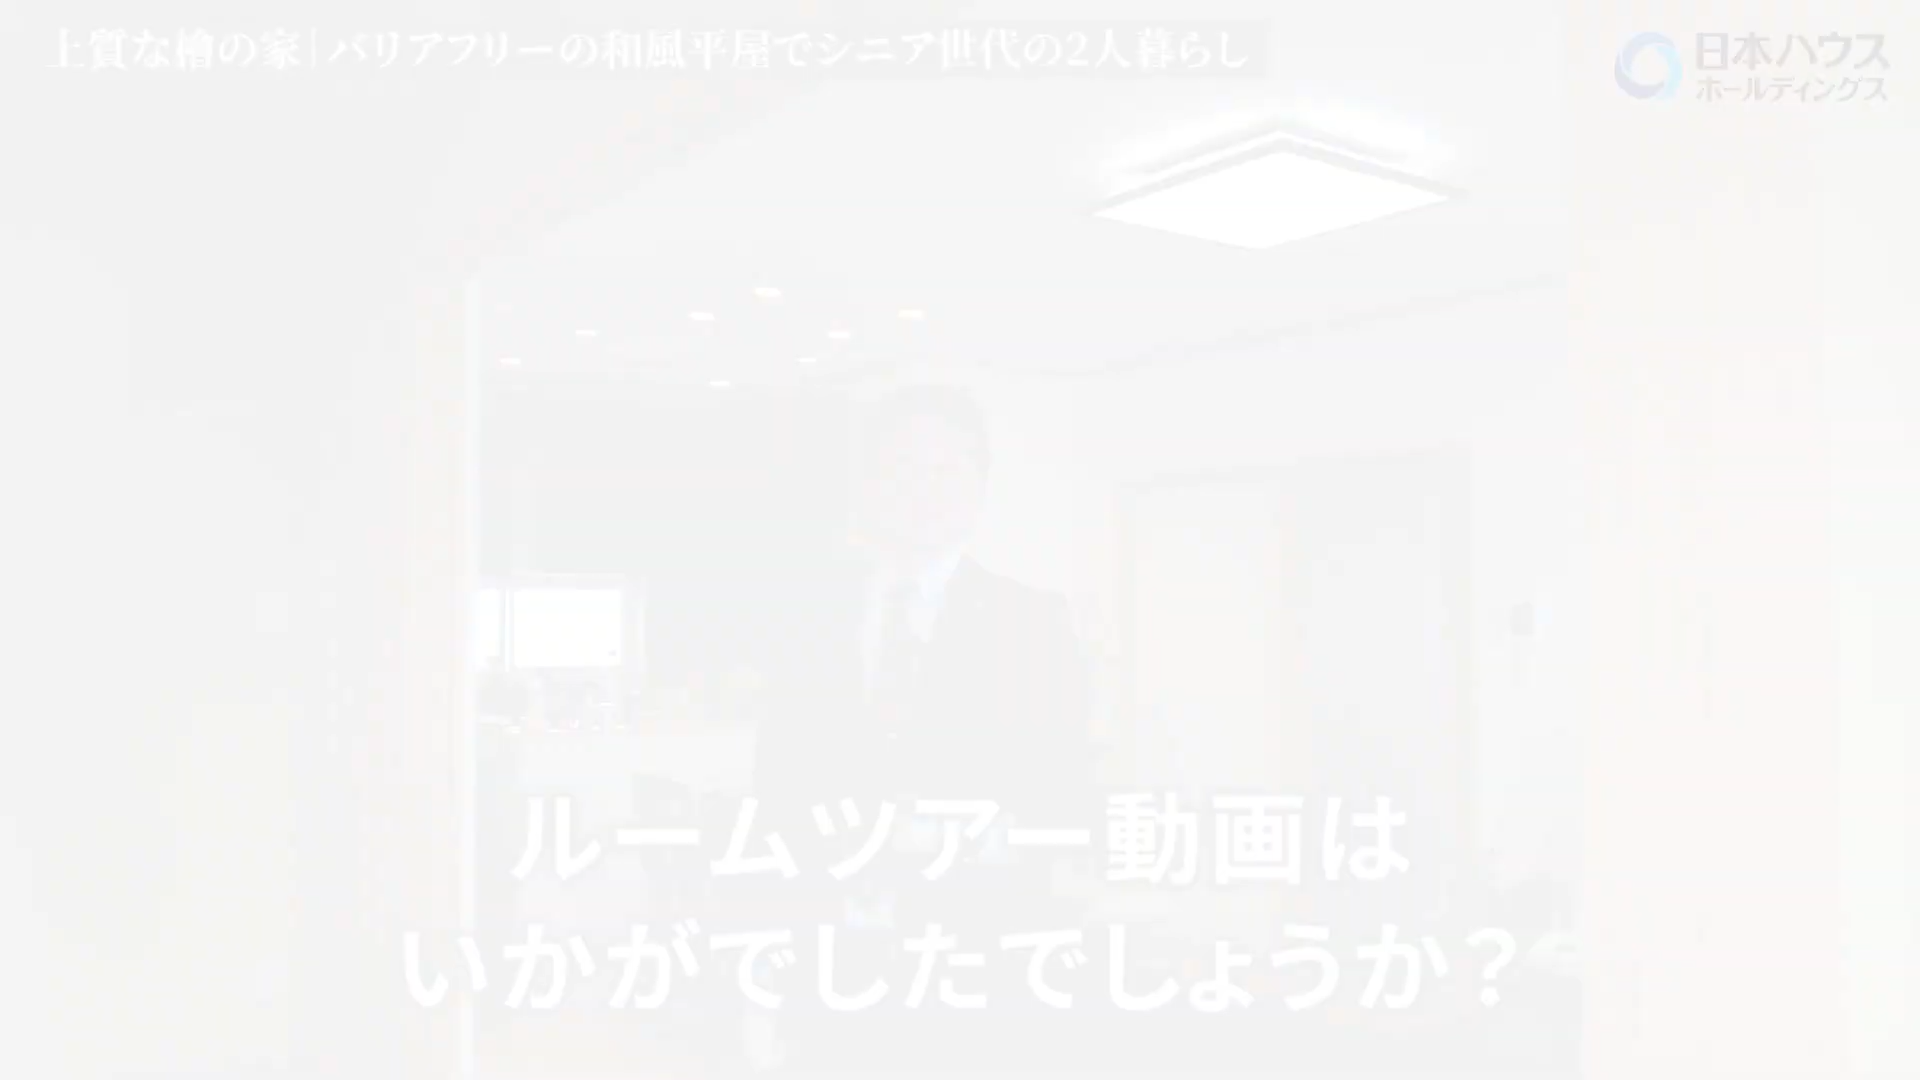 上質な檜の家｜バリアフリーの和風平屋でシニア世代の2人暮らし
日本ハウス
ホールディングス
ルームツアー動画は
いかがでしたでしょうか？